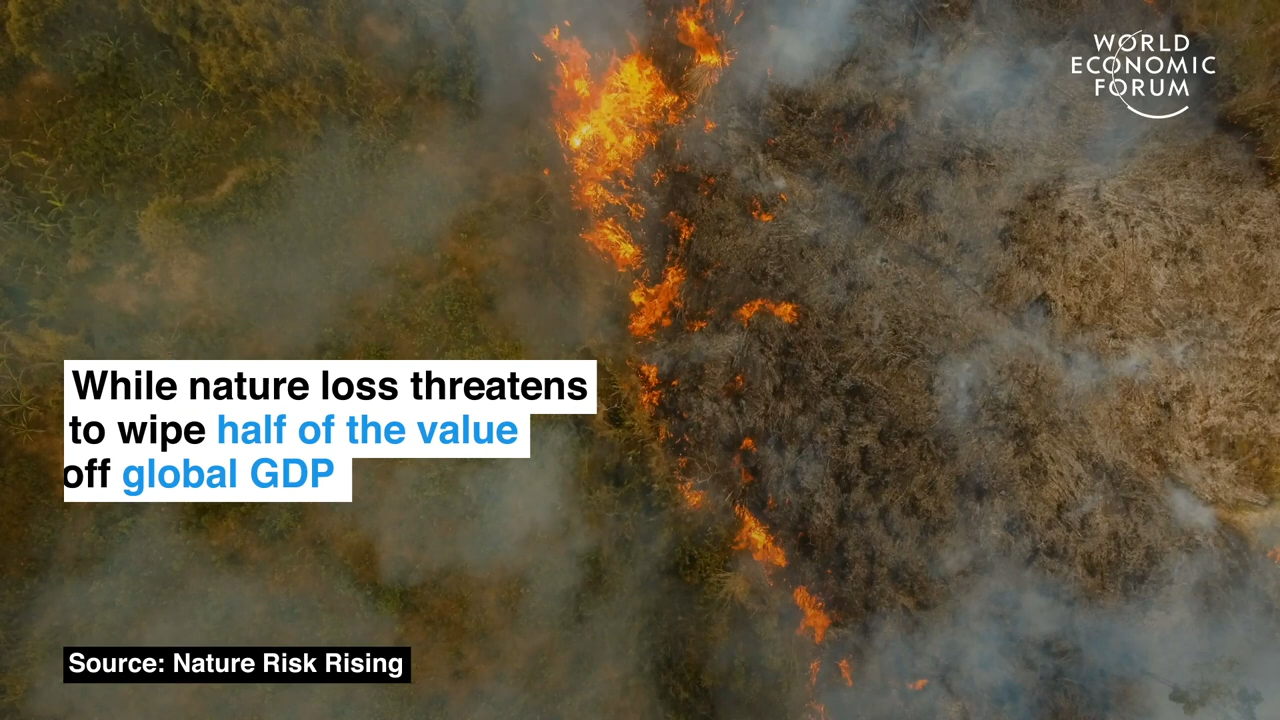 WORLD
ECONOMIC
FORUM
While nature loss threatens
to wipe half of the value
off global GDP
Source: Nature Risk Rising